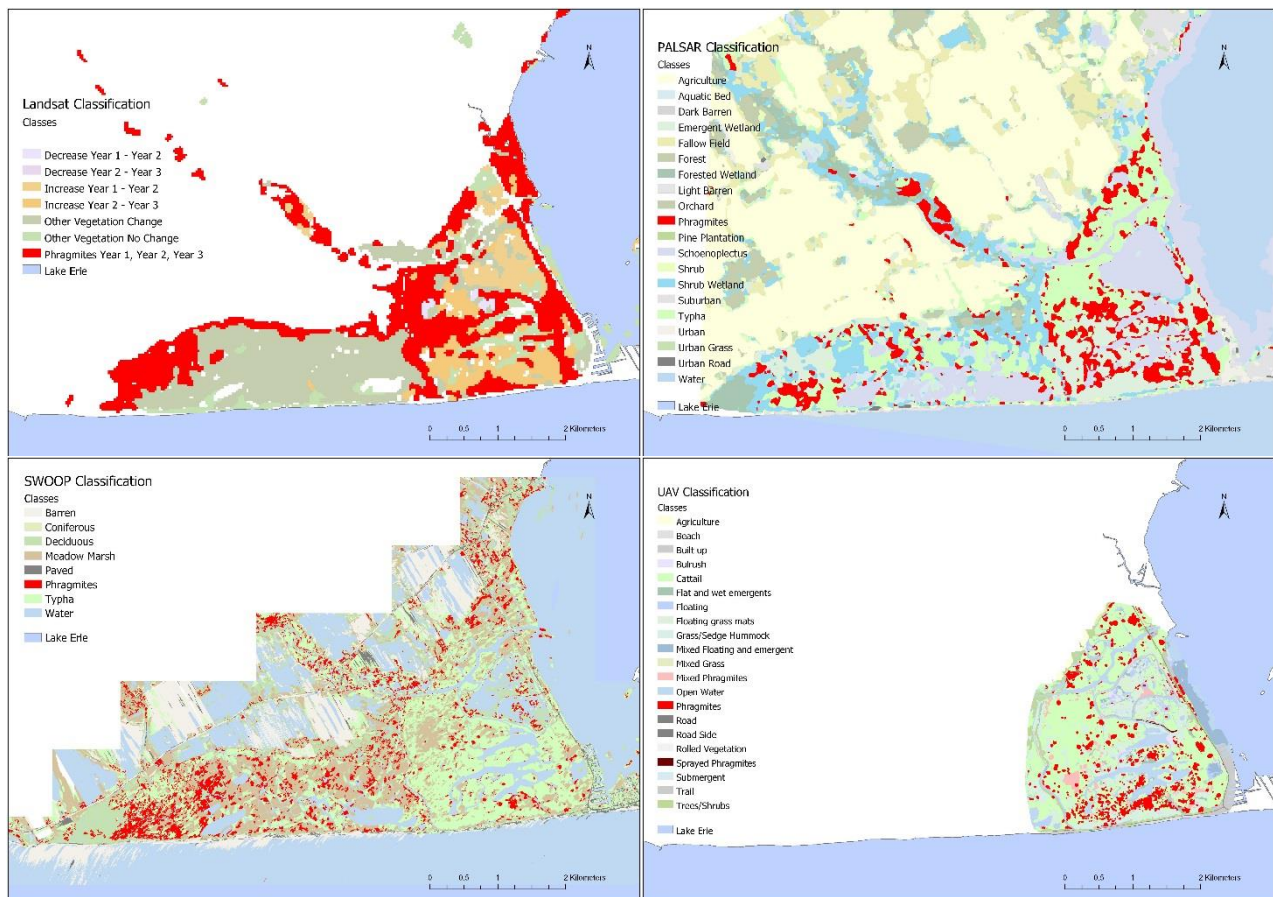 Landsat Classification
Classes
Decrease Year 1 - Year 2
Decrease Year 2 - Year 3
Increase Year 1 - Year 2
Increase Year 2 - Year 3
Other Vegetation Change
Other Vegetation No Change
Phragmites Year 1, Year 2, Year 3
Lake Erie
N
0 0.5 1 2 Kilometers
PALSAR Classification
Classes
Agriculture
Aquatic Bed
Dark Barren
Emergent Wetland
Fallow Field
Forest
Forested Wetland
Light Barren
Orchard
Phragmites
Pine Plantation
Schoenoplectus
Shrub
Shrub Wetland
Suburban
Typha
Urban
Urban Grass
Urban Road
Water
Lake Erie
N
0 0.5 1 2 Kilometers
SWOOP Classification
Classes
Barren
Coniferous
Deciduous
Meadow Marsh
Paved
Phragmites
Typha
Water
Lake Erie
N
0 0.5 1 2 Kilometers
UAV Classification
Classes
Agriculture
Beach
Built up
Bulrush
Cattail
Flat and wet emergents
Floating
Floating grass mats
Grass/Sedge Hummock
Mixed Floating and emergent
Mixed Grass
Mixed Phragmites
Open Water
Phragmites
Road
Road Side
Rolled Vegetation
Sprayed Phragmites
Submergent
Trail
Trees/Shrubs
Lake Erie
N
0 0.5 1 2 Kilometers